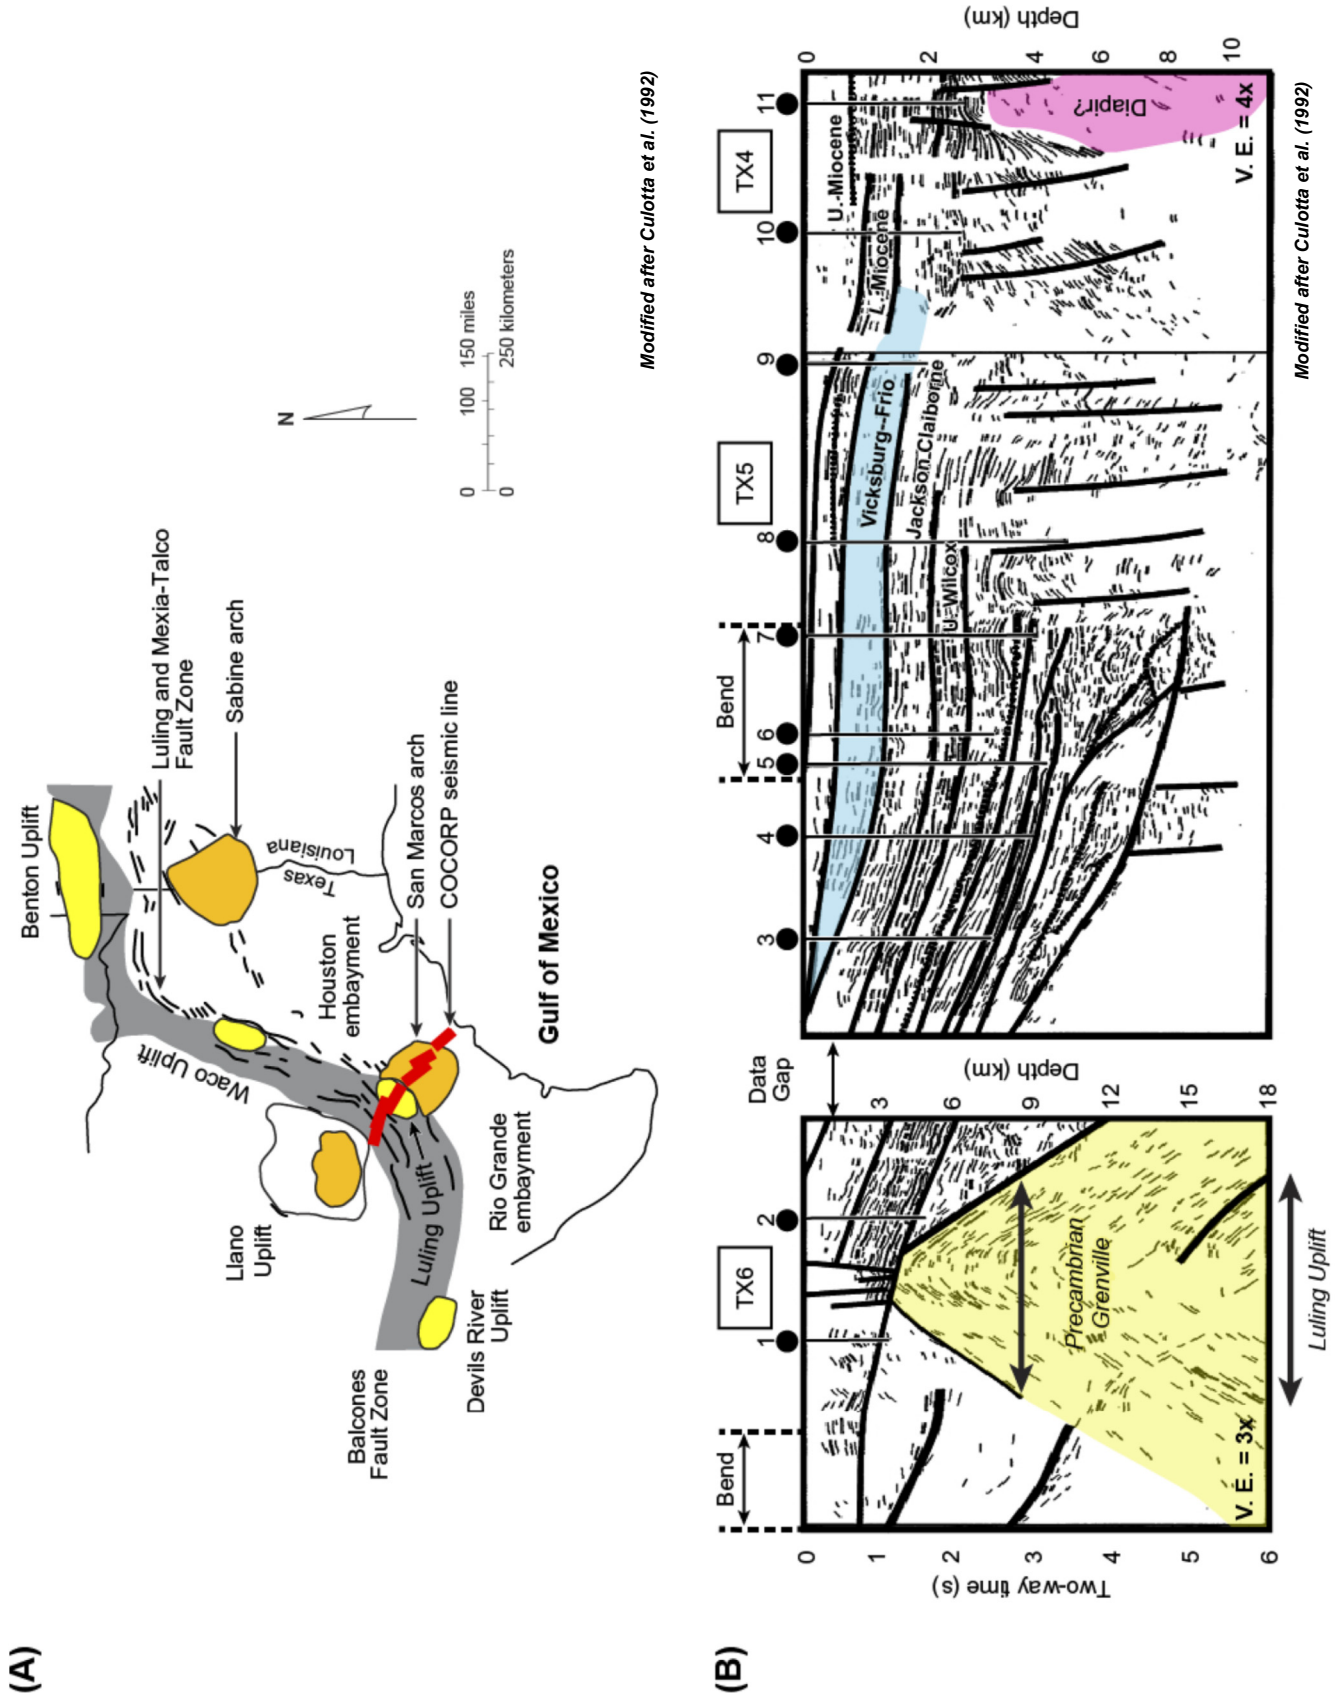 (A)
Benton Uplift
Luling and Mexia-Talco
Fault Zone
Sabine arch
Waco Uplift
Louisiana
Texas
Llano
Uplift
Houston
embayment
San Marcos arch
COCORP seismic line
Balcones
Fault Zone
Luling Uplift
Devils River
Uplift
Rio Grande
embayment
Gulf of Mexico
N
0 100 150 miles
0 250 kilometers
Modified after Culotta et al. (1992)
(B)
Bend
TX6
Data
Gap
Bend
TX5
TX4
1 2 3 4 5 6 7 8 9 10 11
Two-way time (s)
0
1
2
3
4
5
6
Depth (km)
3
6
9
12
15
18
Depth (km)
0
2
4
6
8
10
U.-Miocene
L.-Miocene
Vicksburg--Frio
Jackson-Claiborne
U.-Wilcox
Diapir?
Precambrian
Grenville
V. E. = 3x
V. E. = 4x
Luling Uplift
Modified after Culotta et al. (1992)